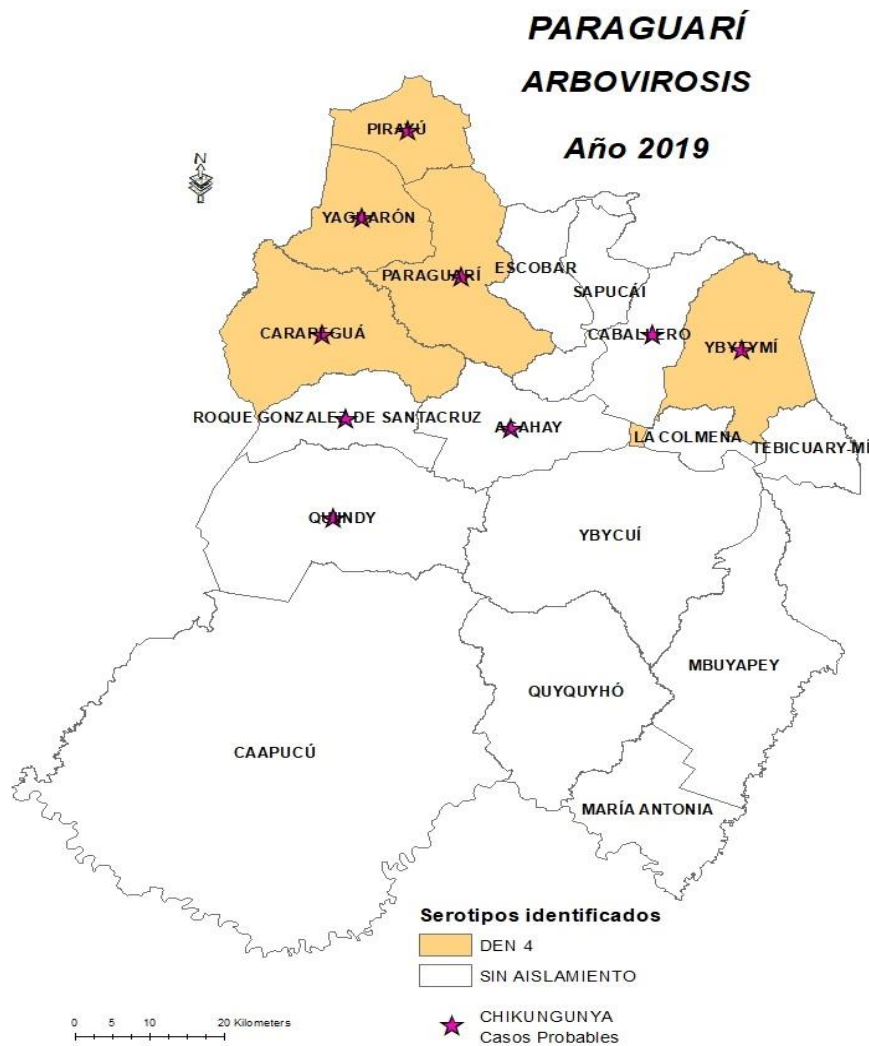 PARAGUARÍ
ARBOVIROSIS
Año 2019
N
PIRAYÚ
YAGUARÓN
PARAGUARÍ
ESCOBAR
SAPUCÁI
CARAPEGUÁ
CABALLERO
YBYTYMÍ
ROQUE GONZALEZ DE SANTACRUZ
ACAHAY
LA COLMENA
TEBICUARY-MÍ
QUIINDY
YBYCUÍ
MBUYAPEY
QUYQUYHÓ
CAAPUCÚ
MARÍA ANTONIA
Serotipos identificados
DEN 4
SIN AISLAMIENTO
CHIKUNGUNYA
Casos Probables
0 5 10 20 Kilometers